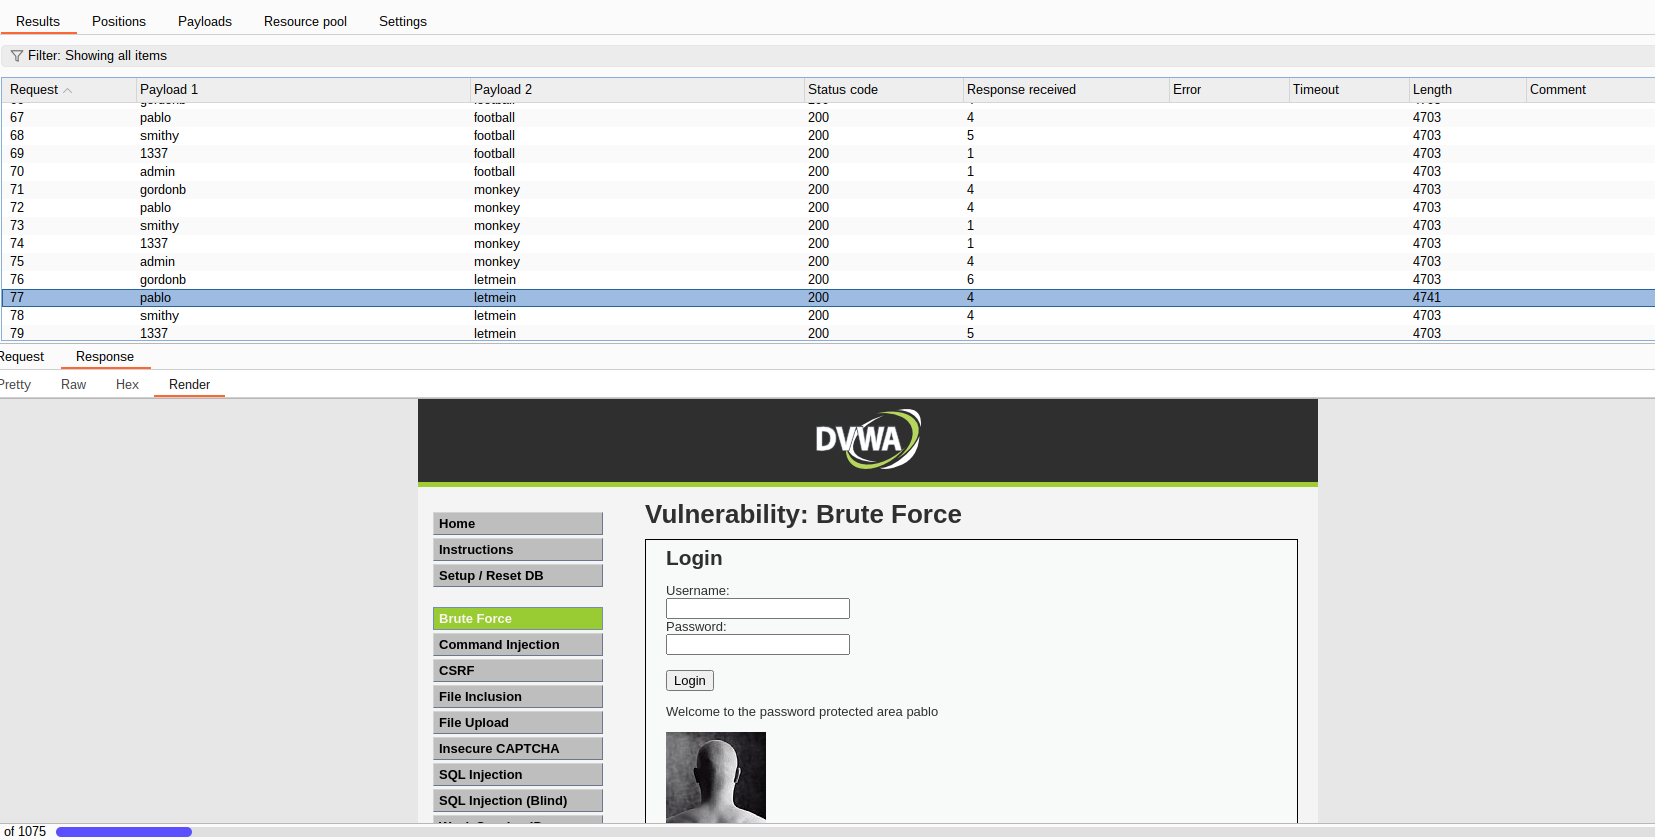 Results Positions Payloads Resource pool Settings
Filter: Showing all items
Request Payload 1 Payload 2 Status code Response received Error Timeout Length Comment
67 pablo football 200 4 4703
68 smithy football 200 5 4703
69 1337 football 200 1 4703
70 admin football 200 1 4703
71 gordonb monkey 200 4 4703
72 pablo monkey 200 4 4703
73 smithy monkey 200 1 4703
74 1337 monkey 200 1 4703
75 admin monkey 200 4 4703
76 gordonb letmein 200 6 4703
77 pablo letmein 200 4 4741
78 smithy letmein 200 4 4703
79 1337 letmein 200 5 4703
Request Response
Pretty Raw Hex Render
DVWA
Home
Instructions
Setup / Reset DB
Brute Force
Command Injection
CSRF
File Inclusion
File Upload
Insecure CAPTCHA
SQL Injection
SQL Injection (Blind)
Vulnerability: Brute Force
Login
Username:
Password:
Login
Welcome to the password protected area pablo
of 1075